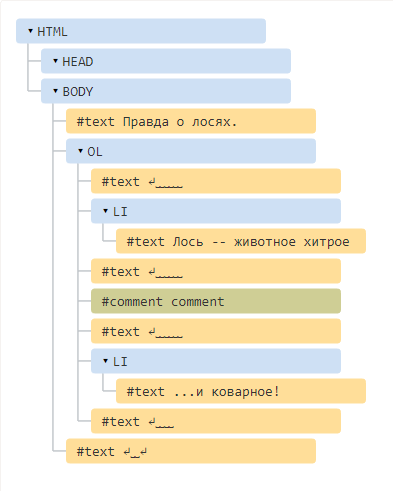 ▾ HTML
▾ HEAD
▾ BODY
#text Правда о лосях.
▾ OL
#text ↵␣␣␣␣␣␣
▾ LI
#text Лось -- животное хитрое
#text ↵␣␣␣␣␣␣
#comment comment
#text ↵␣␣␣␣␣␣
▾ LI
#text ...и коварное!
#text ↵␣␣␣␣
#text ↵␣␣↵